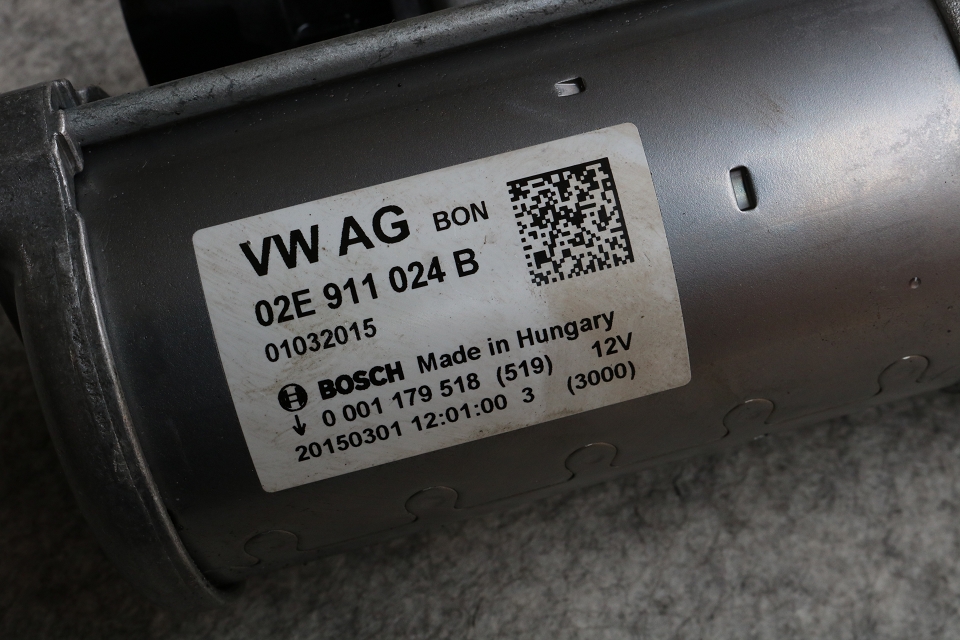 VW AG BON
02E 911 024 B
01032015
BOSCH Made in Hungary
0 001 179 518 (519) 12V
20150301 12:01:00 3 (3000)